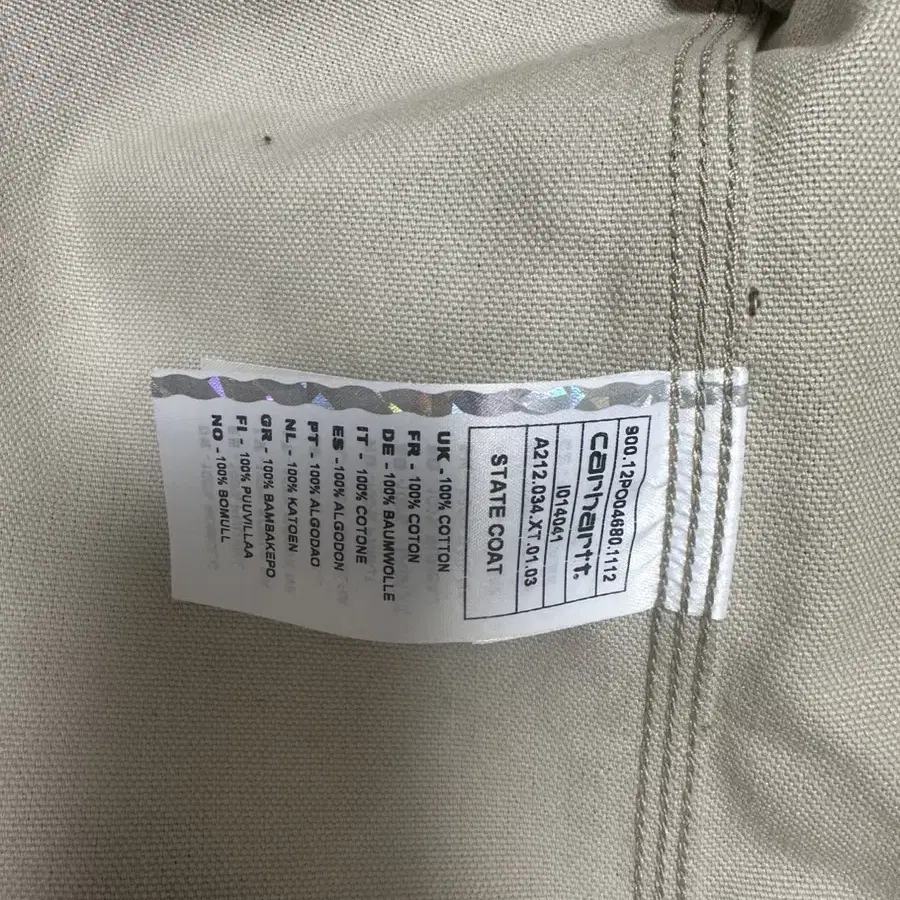 900.12PO04680.1112
carhartt.
I014041
A212.034.XT.01.03
STATE COAT
UK - 100% COTTON
FR - 100% COTON
DE - 100% BAUMWOLLE
IT - 100% COTONE
ES - 100% ALGODON
PT - 100% ALGODAO
NL - 100% KATOEN
GR - 100% BAMBAKEPO
FI - 100% PUUVILLAA
NO - 100% BOMULL